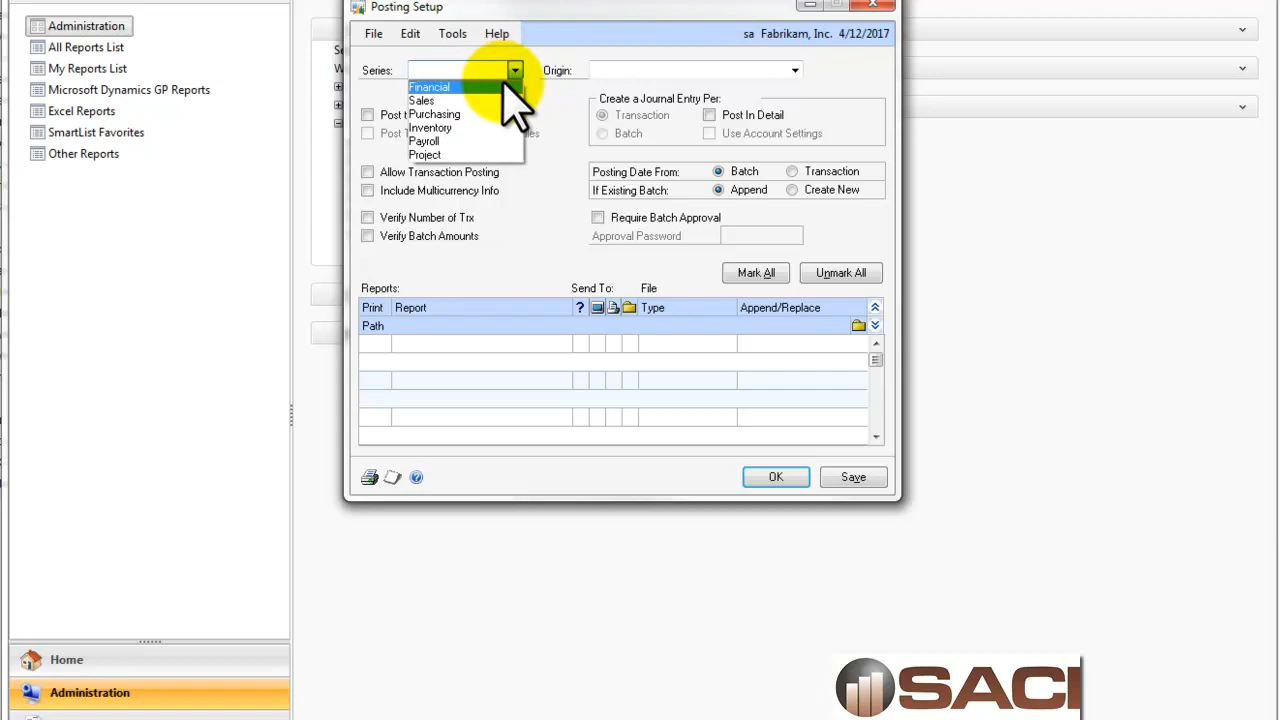 Posting Setup
File Edit Tools Help
sa Fabrikam, Inc. 4/12/2017
Administration
All Reports List
My Reports List
Microsoft Dynamics GP Reports
Excel Reports
SmartList Favorites
Other Reports
Series:
Origin:
Financial
Sales
Purchasing
Inventory
Payroll
Project
Create a Journal Entry Per:
Transaction
Post In Detail
Batch
Use Account Settings
Post
Post
Allow Transaction Posting
Include Multicurrency Info
Posting Date From: Batch Transaction
If Existing Batch: Append Create New
Verify Number of Trx
Verify Batch Amounts
Require Batch Approval
Approval Password
Mark All
Unmark All
Reports:
Send To:
File
Print Report ? Type Append/Replace
Path
OK
Save
Home
Administration